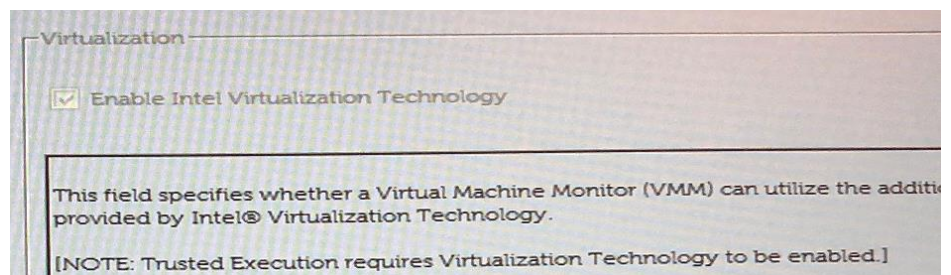 Virtualization
Enable Intel Virtualization Technology
This field specifies whether a Virtual Machine Monitor (VMM) can utilize the
provided by Intel® Virtualization Technology.
[NOTE: Trusted Execution requires Virtualization Technology to be enabled.]